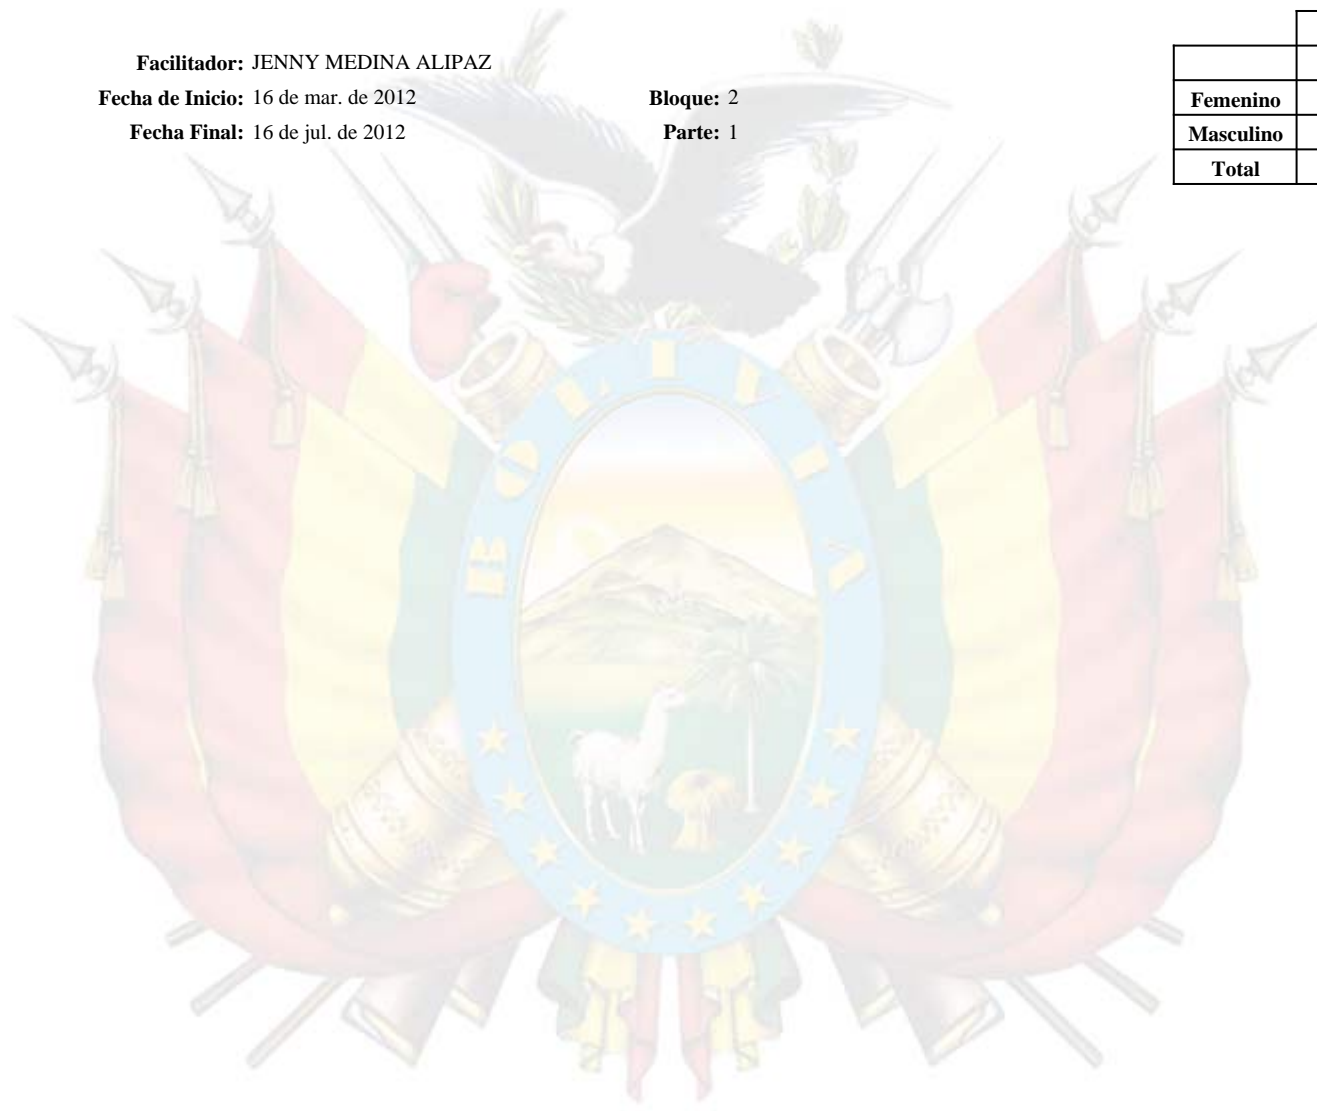 Facilitador: JENNY MEDINA ALIPAZ
Fecha de Inicio: 16 de mar. de 2012 Bloque: 2
Fecha Final: 16 de jul. de 2012 Parte: 1
Femenino
Masculino
Total
BOLIVIA